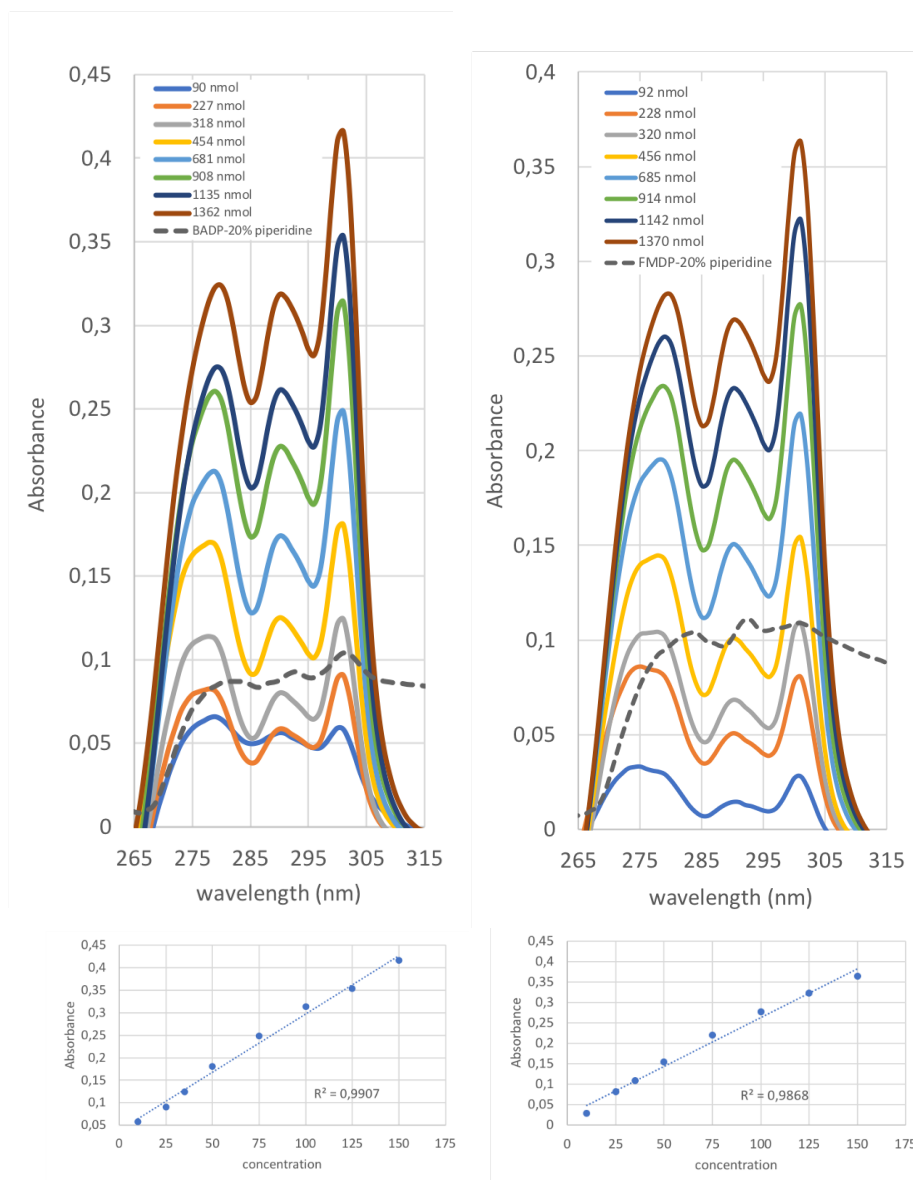 0,45
0,4
0,35
0,3
0,25
0,2
0,15
0,1
0,05
0
Absorbance
90 nmol
227 nmol
318 nmol
454 nmol
681 nmol
908 nmol
1135 nmol
1362 nmol
BADP-20% piperidine
265 275 285 295 305 315
wavelength (nm)
0,4
0,35
0,3
0,25
0,2
0,15
0,1
0,05
0
Absorbance
92 nmol
228 nmol
320 nmol
456 nmol
685 nmol
914 nmol
1142 nmol
1370 nmol
FMDP-20% piperidine
265 275 285 295 305 315
wavelength (nm)
0,45
0,4
0,35
0,3
0,25
0,2
0,15
0,1
0,05
Absorbance
R² = 0,9907
0 25 50 75 100 125 150 175
concentration
0,45
0,4
0,35
0,3
0,25
0,2
0,15
0,1
0,05
0
Absorbance
R² = 0,9868
0 25 50 75 100 125 150 175
concentration